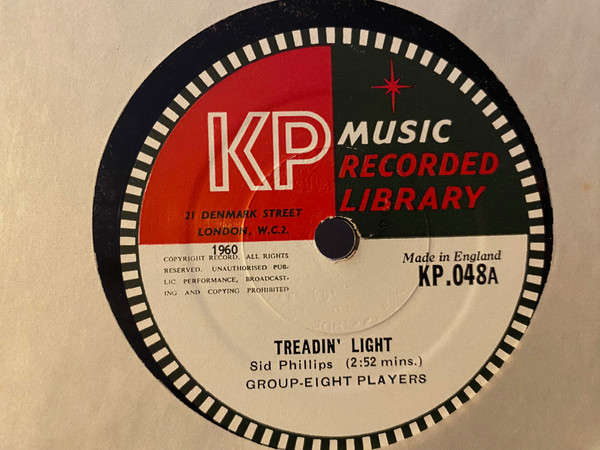 KP
MUSIC
RECORDED
LIBRARY
21 DENMARK STREET
LONDON, W.C.2.
1960
COPYRIGHT RECORD. ALL RIGHTS
RESERVED. UNAUTHORISED PUB-
LIC PERFORMANCE, BROADCAST-
ING AND COPYING PROHIBITED
Made in England
KP.048A
TREADIN' LIGHT
Sid Phillips (2:52 mins.)
GROUP-EIGHT PLAYERS